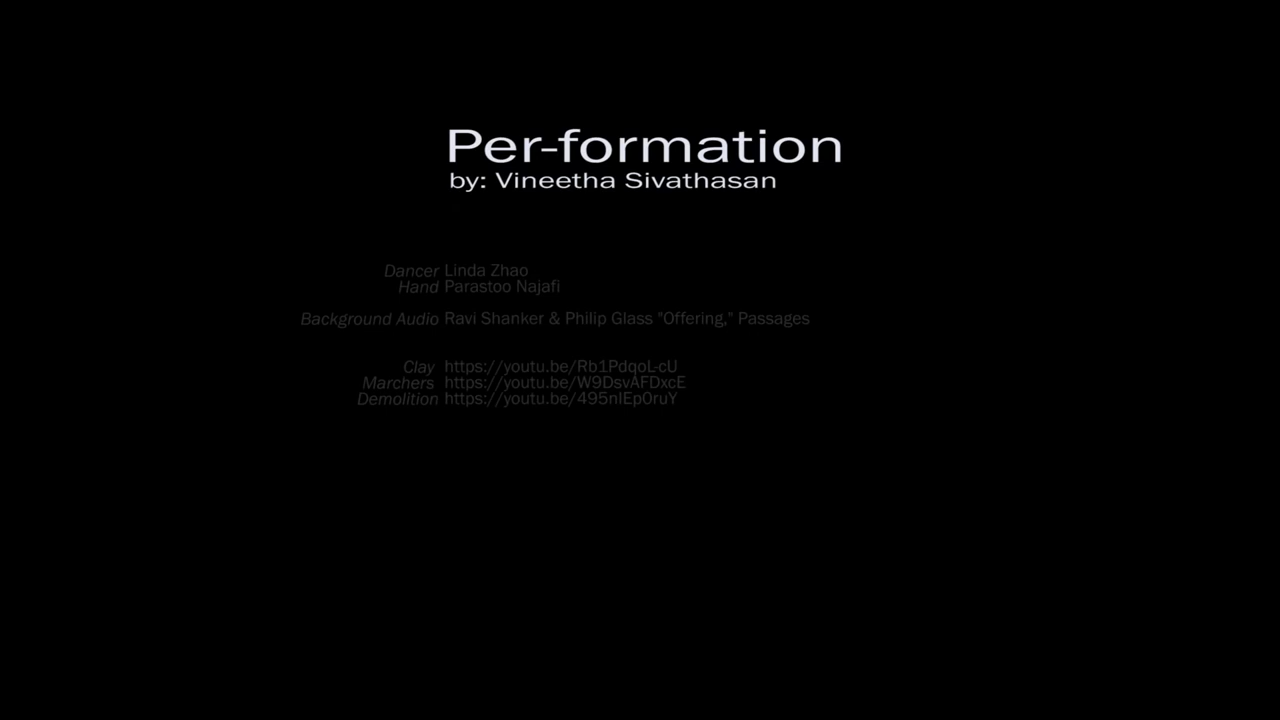 Per-formation
by: Vineetha Sivathasan
Dancer Linda Zhao
Hand Parastoo Najafi
Background Audio Ravi Shanker & Philip Glass "Offering," Passages
Clay https://youtu.be/Rb1PdqoL-cU
Marchers https://youtu.be/W9DsvAFDxcE
Demolition https://youtu.be/495nIEp0ruY